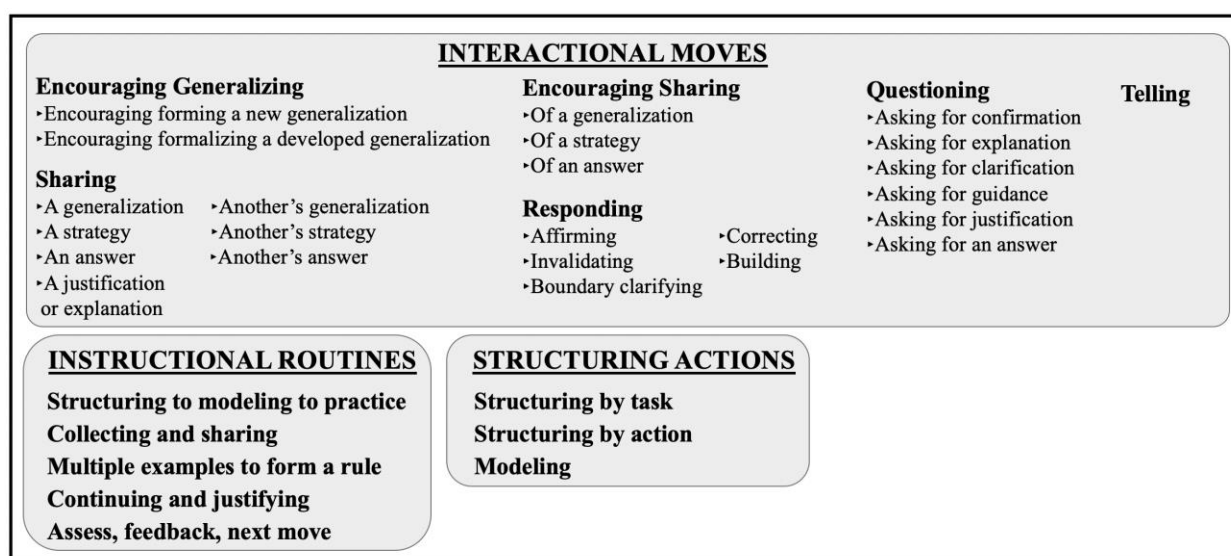 INTERACTIONAL MOVES
Encouraging Generalizing
‣Encouraging forming a new generalization
‣Encouraging formalizing a developed generalization
Sharing
‣A generalization ‣Another’s generalization
‣A strategy ‣Another’s strategy
‣An answer ‣Another’s answer
‣A justification
or explanation
Encouraging Sharing
‣Of a generalization
‣Of a strategy
‣Of an answer
Responding
‣Affirming ‣Correcting
‣Invalidating ‣Building
‣Boundary clarifying
Questioning
‣Asking for confirmation
‣Asking for explanation
‣Asking for clarification
‣Asking for guidance
‣Asking for justification
‣Asking for an answer
Telling
INSTRUCTIONAL ROUTINES
Structuring to modeling to practice
Collecting and sharing
Multiple examples to form a rule
Continuing and justifying
Assess, feedback, next move
STRUCTURING ACTIONS
Structuring by task
Structuring by action
Modeling